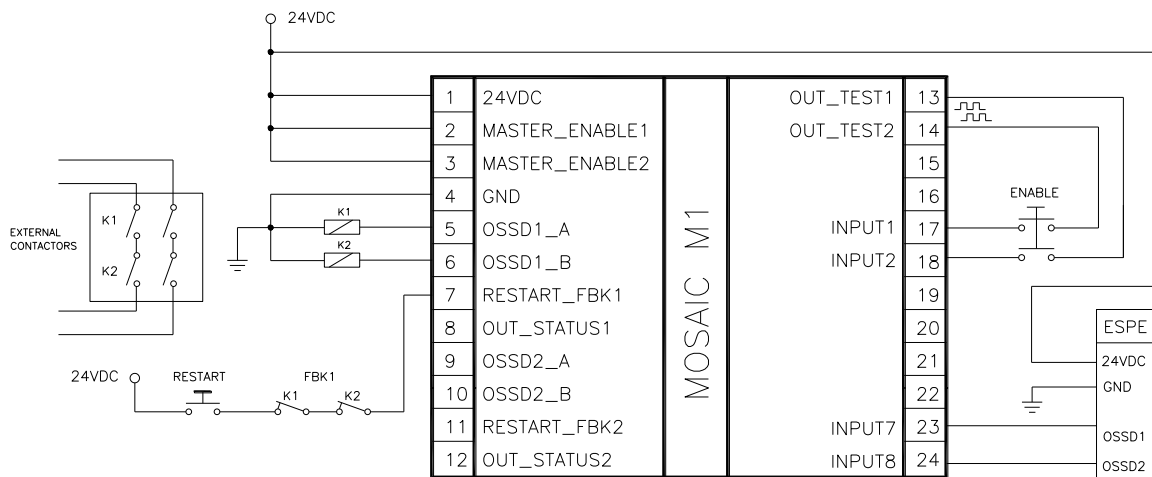 24VDC
1 24VDC
2 MASTER_ENABLE1
3 MASTER_ENABLE2
4 GND
5 OSSD1_A
6 OSSD1_B
7 RESTART_FBK1
8 OUT_STATUS1
9 OSSD2_A
10 OSSD2_B
11 RESTART_FBK2
12 OUT_STATUS2
MOSAIC M1
OUT_TEST1 13
OUT_TEST2 14
15
16
INPUT1 17
INPUT2 18
19
20
21
22
INPUT7 23
INPUT8 24
K1
K2
EXTERNAL
CONTACTORS
K1
K2
24VDC
RESTART
FBK1
K1
K2
ENABLE
ESPE
24VDC
GND
OSSD1
OSSD2